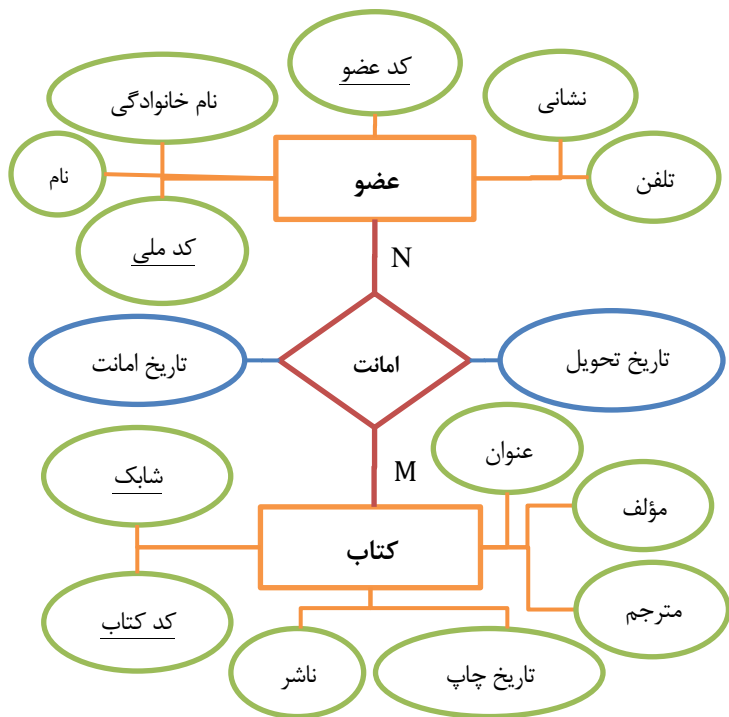 کد عضو
نشانی
نام خانوادگی
تلفن
عضو
نام
کد ملی
N
تاریخ تحویل
امانت
تاریخ امانت
عنوان
M
شابک
مؤلف
کتاب
مترجم
کد کتاب
تاریخ چاپ
ناشر